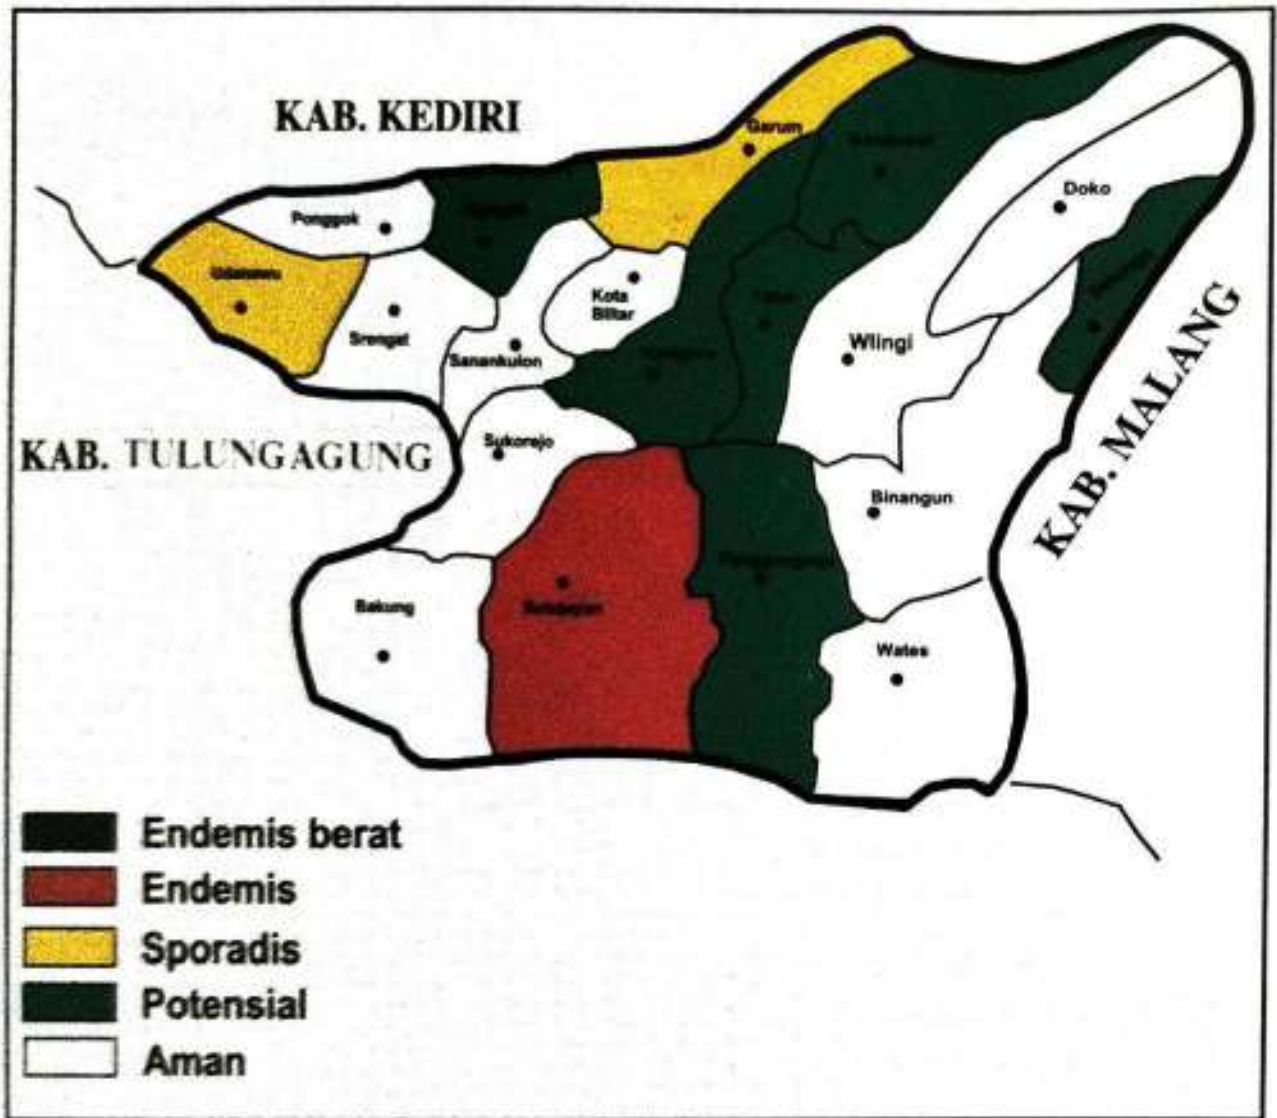 KAB. KEDIRI
Garum
Doko
Ponggok
Udanawu
Kota
Blitar
Srengat
Sanankulon
Wlingi
KAB. MALANG
KAB. TULUNGAGUNG
Sukorejo
Binangun
Bakung
Wates
Endemis berat
Endemis
Sporadis
Potensial
Aman